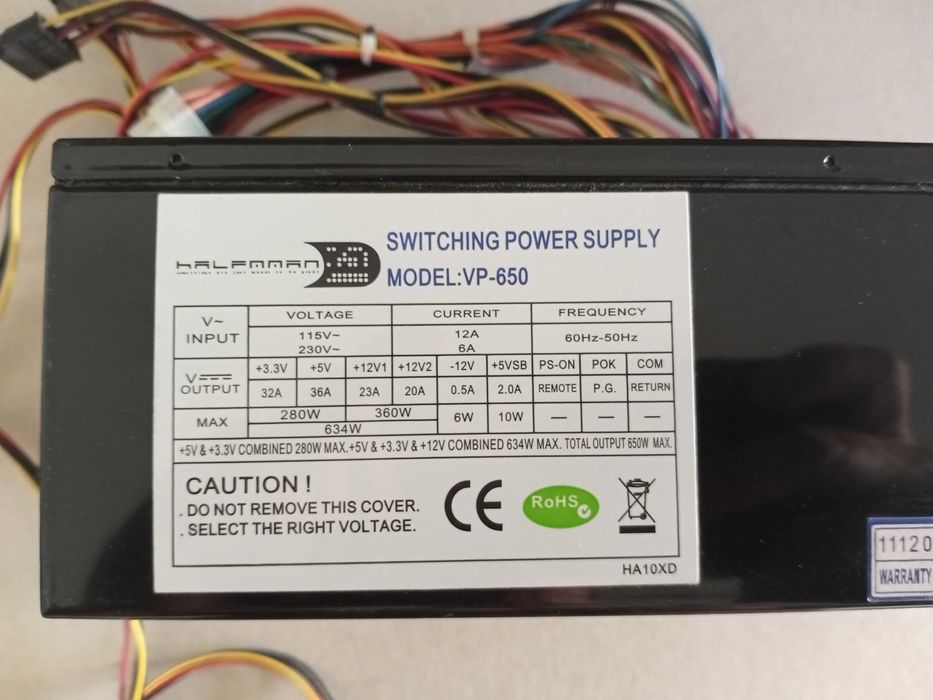 HALFMMAN
SWITCHING POWER SUPPLY
MODEL:VP-650
V~ INPUT VOLTAGE CURRENT FREQUENCY
115V~ 12A 60Hz-50Hz
230V~ 6A
V OUTPUT +3.3V +5V +12V1 +12V2 -12V +5VSB PS-ON POK COM
32A 36A 23A 20A 0.5A 2.0A REMOTE P.G. RETURN
MAX 280W 360W 6W 10W — — —
634W
+5V & +3.3V COMBINED 280W MAX.+5V & +3.3V & +12V COMBINED 634W MAX. TOTAL OUTPUT 650W MAX.
CAUTION !
. DO NOT REMOVE THIS COVER.
. SELECT THE RIGHT VOLTAGE.
CE
RoHS
HA10XD
11120
WARRANTY